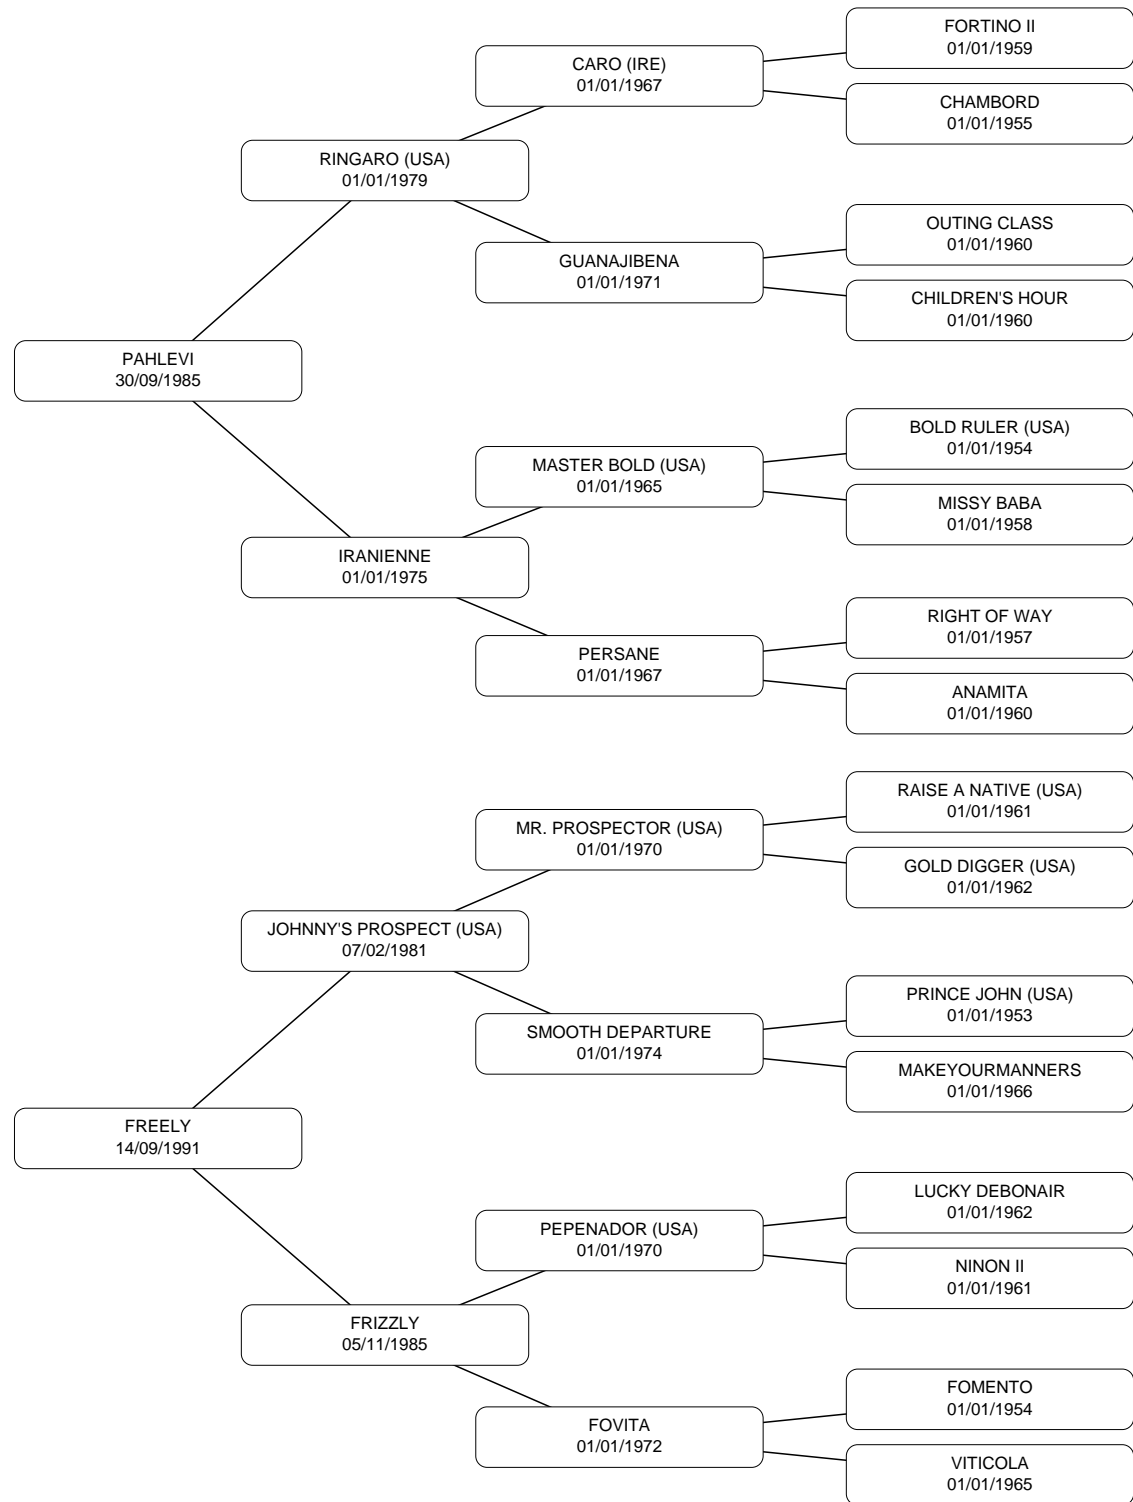 FORTINO II
01/01/1959
CARO (IRE)
01/01/1967
CHAMBORD
01/01/1955
RINGARO (USA)
01/01/1979
OUTING CLASS
01/01/1960
GUANAJIBENA
01/01/1971
CHILDREN'S HOUR
01/01/1960
PAHLEVI
30/09/1985
BOLD RULER (USA)
01/01/1954
MASTER BOLD (USA)
01/01/1965
MISSY BABA
01/01/1958
IRANIENNE
01/01/1975
RIGHT OF WAY
01/01/1957
PERSANE
01/01/1967
ANAMITA
01/01/1960
RAISE A NATIVE (USA)
01/01/1961
MR. PROSPECTOR (USA)
01/01/1970
GOLD DIGGER (USA)
01/01/1962
JOHNNY'S PROSPECT (USA)
07/02/1981
PRINCE JOHN (USA)
01/01/1953
SMOOTH DEPARTURE
01/01/1974
MAKEYOURMANNERS
01/01/1966
FREELY
14/09/1991
LUCKY DEBONAIR
01/01/1962
PEPENADOR (USA)
01/01/1970
NINON II
01/01/1961
FRIZZLY
05/11/1985
FOMENTO
01/01/1954
FOVITA
01/01/1972
VITICOLA
01/01/1965